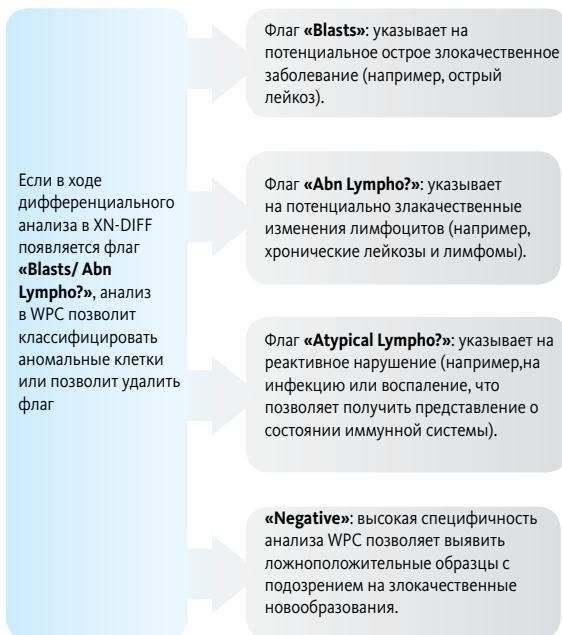 Если в ходе
дифференциального
анализа в XN-DIFF
появляется флаг
«Blasts/ Abn
Lympho?», анализ
в WPC позволит
классифицировать
аномальные клетки
или позволит удалить
флаг
Флаг «Blasts»: указывает на
потенциальное острое злокачественное
заболевание (например, острый
лейкоз).
Флаг «Abn Lympho?»: указывает
на потенциально злакачественные
изменения лимфоцитов (например,
хронические лейкозы и лимфомы).
Флаг «Atypical Lympho?»: указывает на
реактивное нарушение (например,на
инфекцию или воспаление, что
позволяет получить представление о
состоянии иммунной системы).
«Negative»: высокая специфичность
анализа WPC позволяет выявить
ложноположительные образцы с
подозрением на злокачественные
новообразования.